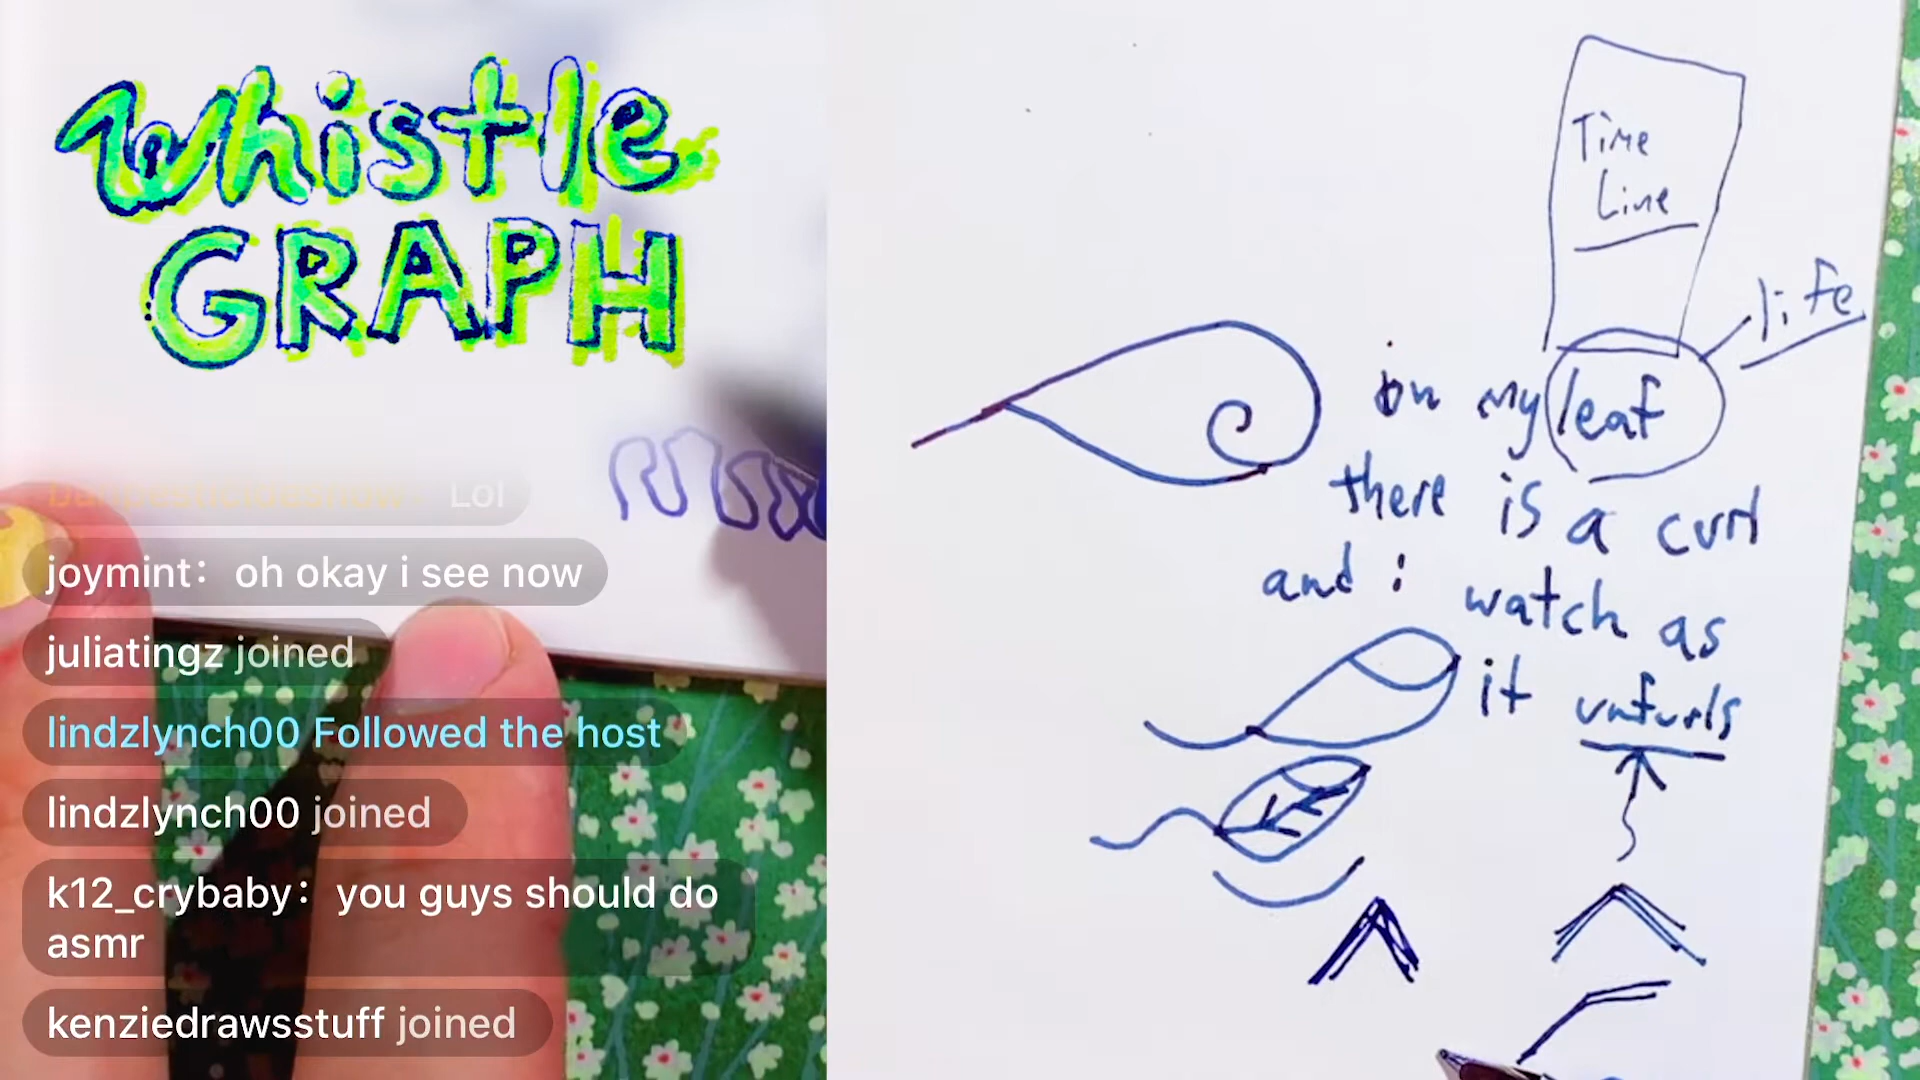 Whistle
GRAPH
Lol
joymint: oh okay i see now
juliatingz joined
lindzlynch00 Followed the host
lindzlynch00 joined
k12_crybaby: you guys should do
asmr
kenziedrawsstuff joined
Time
Line
life
on my leaf
there is a curl
and i watch as
it unfurls